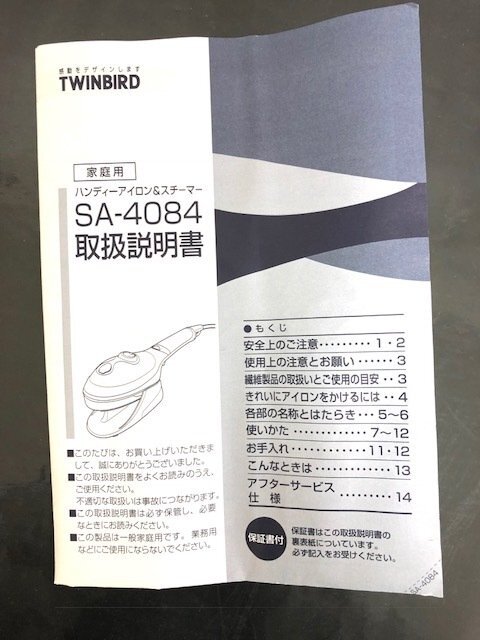 感動をデザインします
TWINBIRD
家庭用
ハンディーアイロン&スチーマー
SA-4084
取扱説明書
●もくじ
安全上のご注意・・・・・・・・・1・2
使用上の注意とお願い・・・・・・3
繊維製品の取扱いとご使用の目安・・3
きれいにアイロンをかけるには・・4
各部の名称とはたらき・・・5~6
使いかた・・・・・・・・・・・・・7~12
お手入れ・・・・・・・・・・・・11・12
こんなときは・・・・・・・・・・・13
アフターサービス
仕様・・・・・・・・・14
■このたびは、お買い上げいただきま
して、誠にありがとうございました。
■この取扱説明書をよくお読みのうえ、
ご使用ください。
不適切な取扱いは事故につながります。
■この取扱説明書は必ず保管し、必要
なときにお読みください。
■この製品は一般家庭用です。業務用
などにご使用にならないでください。
保証書付
保証書はこの取扱説明書の
裏表紙についています。
必ず記入をお受けください。
SA-4084